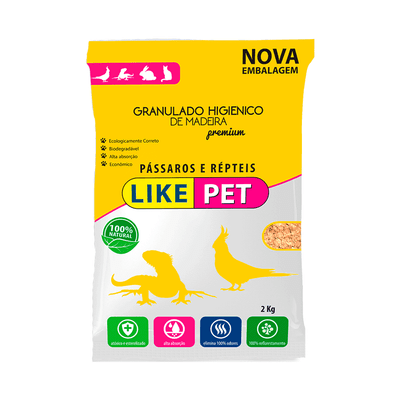 NOVA
EMBALAGEM
GRANULADO HIGIENICO
DE MADEIRA
premium
Ecologicamente Correto
Biodegradável
Alta absorção
Econômico
PÁSSAROS E RÉPTEIS
LIKE PET
100%
NATURAL
2 Kg
alta absorção
elimina 100% odores